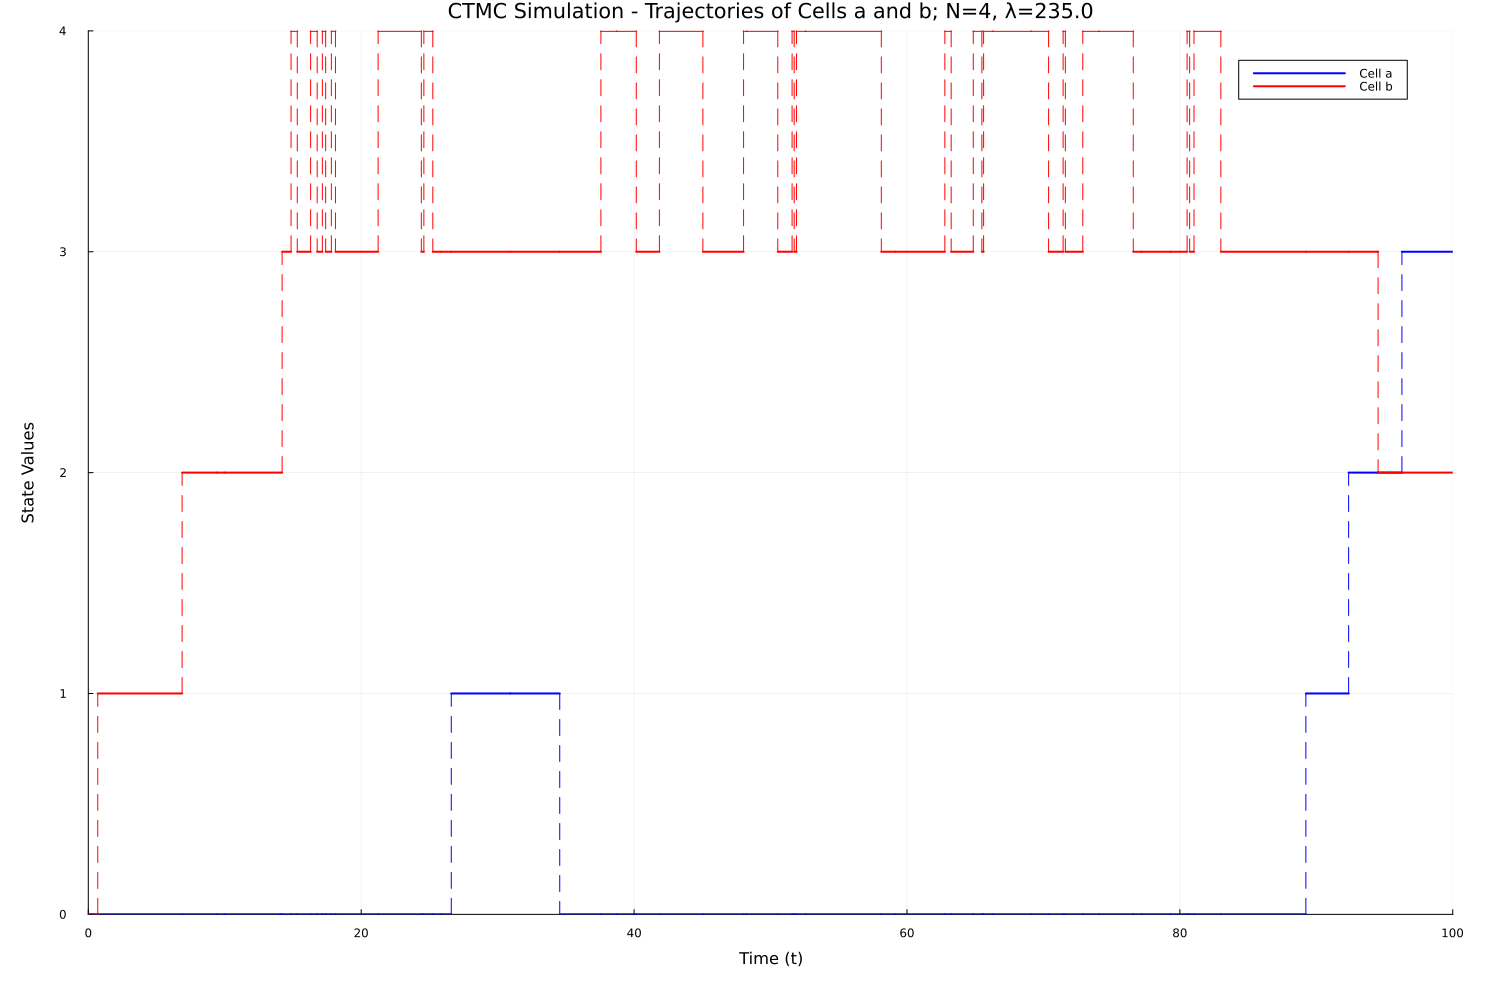 CTMC Simulation - Trajectories of Cells a and b; N=4, λ=235.0
Cell a
Cell b
State Values
4
3
2
1
0
0 20 40 60 80 100
Time (t)